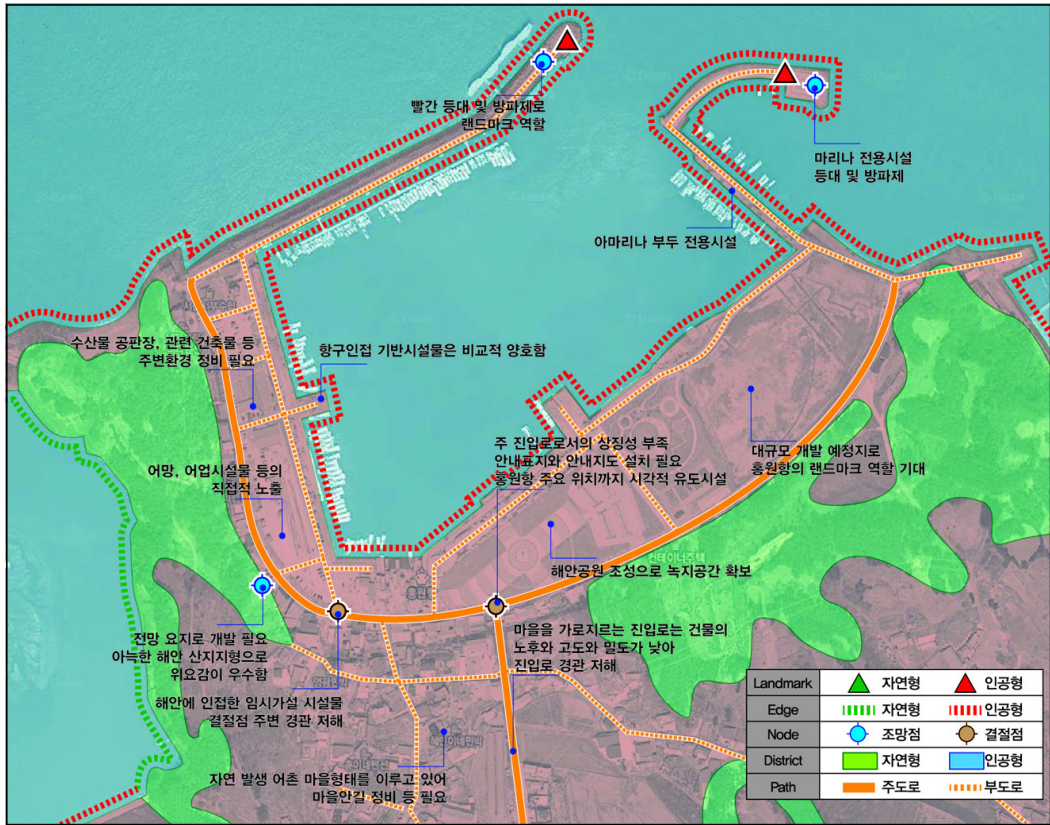 빨간 등대 및 방파제로
랜드마크 역할
마리나 전용시설
등대 및 방파제
아마리나 부두 전용시설
수산물 공판장, 관련 건축물 등
주변환경 정비 필요
항구인접 기반시설물은 비교적 양호함
어망, 어업시설물 등의
직접적 노출
주 진입로로서의 상징성 부족
안내표지와 안내지도 설치 필요
홍원항 주요 위치까지 시각적 유도시설
대규모 개발 예정지로
홍원항의 랜드마크 역할 기대
컨테이너주택
해안공원 조성으로 녹지공간 확보
전망 요지로 개발 필요
아늑한 해안 산지지형으로
위요감이 우수함
마을을 가로지르는 진입로는 건물의
노후와 고도와 밀도가 낮아
진입로 경관 저해
해안에 인접한 임시가설 시설물
결절점 주변 경관 저해
자연 발생 어촌 마을형태를 이루고 있어
마을안길 정비 등 필요
Landmark 자연형 인공형
Edge 자연형 인공형
Node 조망점 결절점
District 자연형 인공형
Path 주도로 부도로